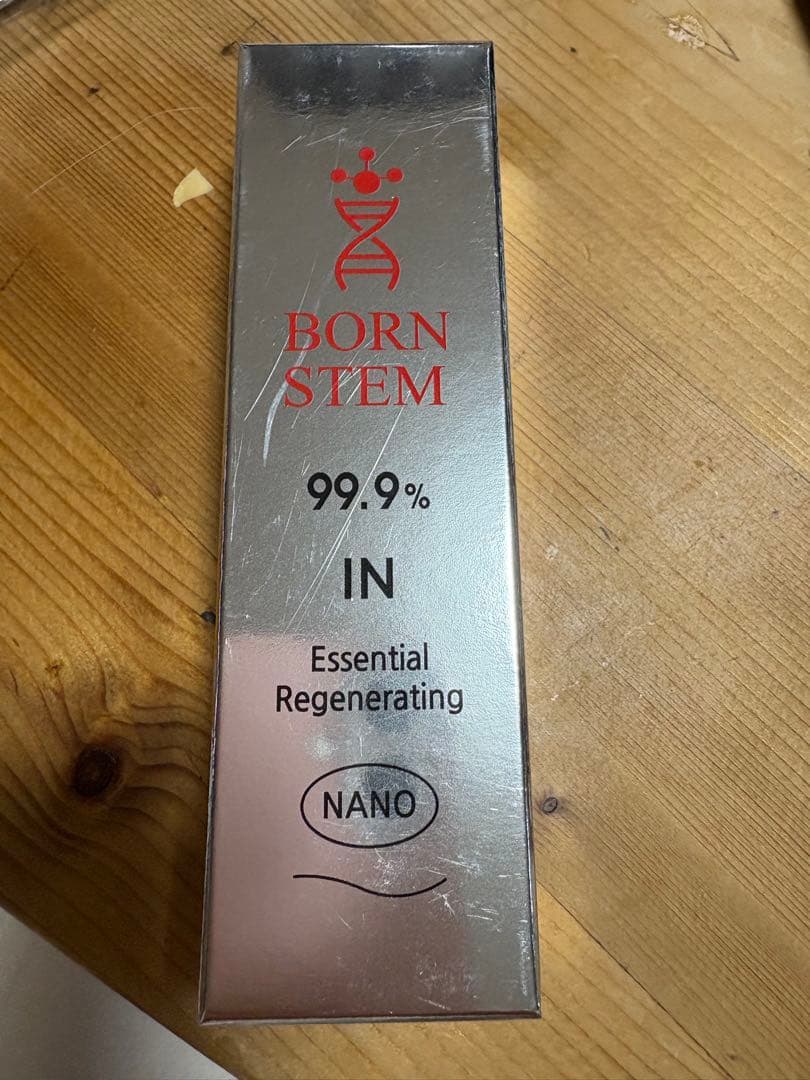 BORN
STEM
99.9%
IN
Essential
Regenerating
NANO